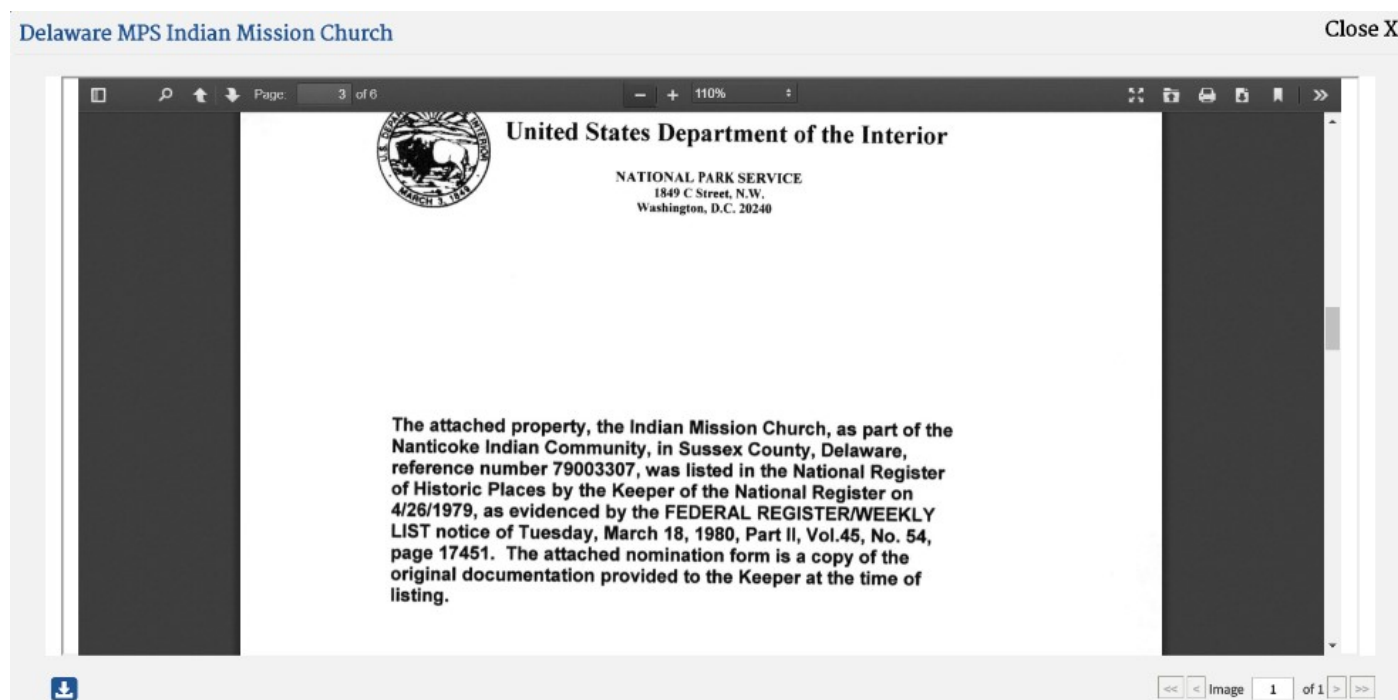 Delaware MPS Indian Mission Church
Close X
Page: 3 of 6
110%
United States Department of the Interior
NATIONAL PARK SERVICE
1849 C Street, N.W.
Washington, D.C. 20240
MARCH 3, 1849
The attached property, the Indian Mission Church, as part of the
Nanticoke Indian Community, in Sussex County, Delaware,
reference number 79003307, was listed in the National Register
of Historic Places by the Keeper of the National Register on
4/26/1979, as evidenced by the FEDERAL REGISTER/WEEKLY
LIST notice of Tuesday, March 18, 1980, Part II, Vol.45, No. 54,
page 17451.  The attached nomination form is a copy of the
original documentation provided to the Keeper at the time of
listing.
<< < Image 1 of 1 > >>